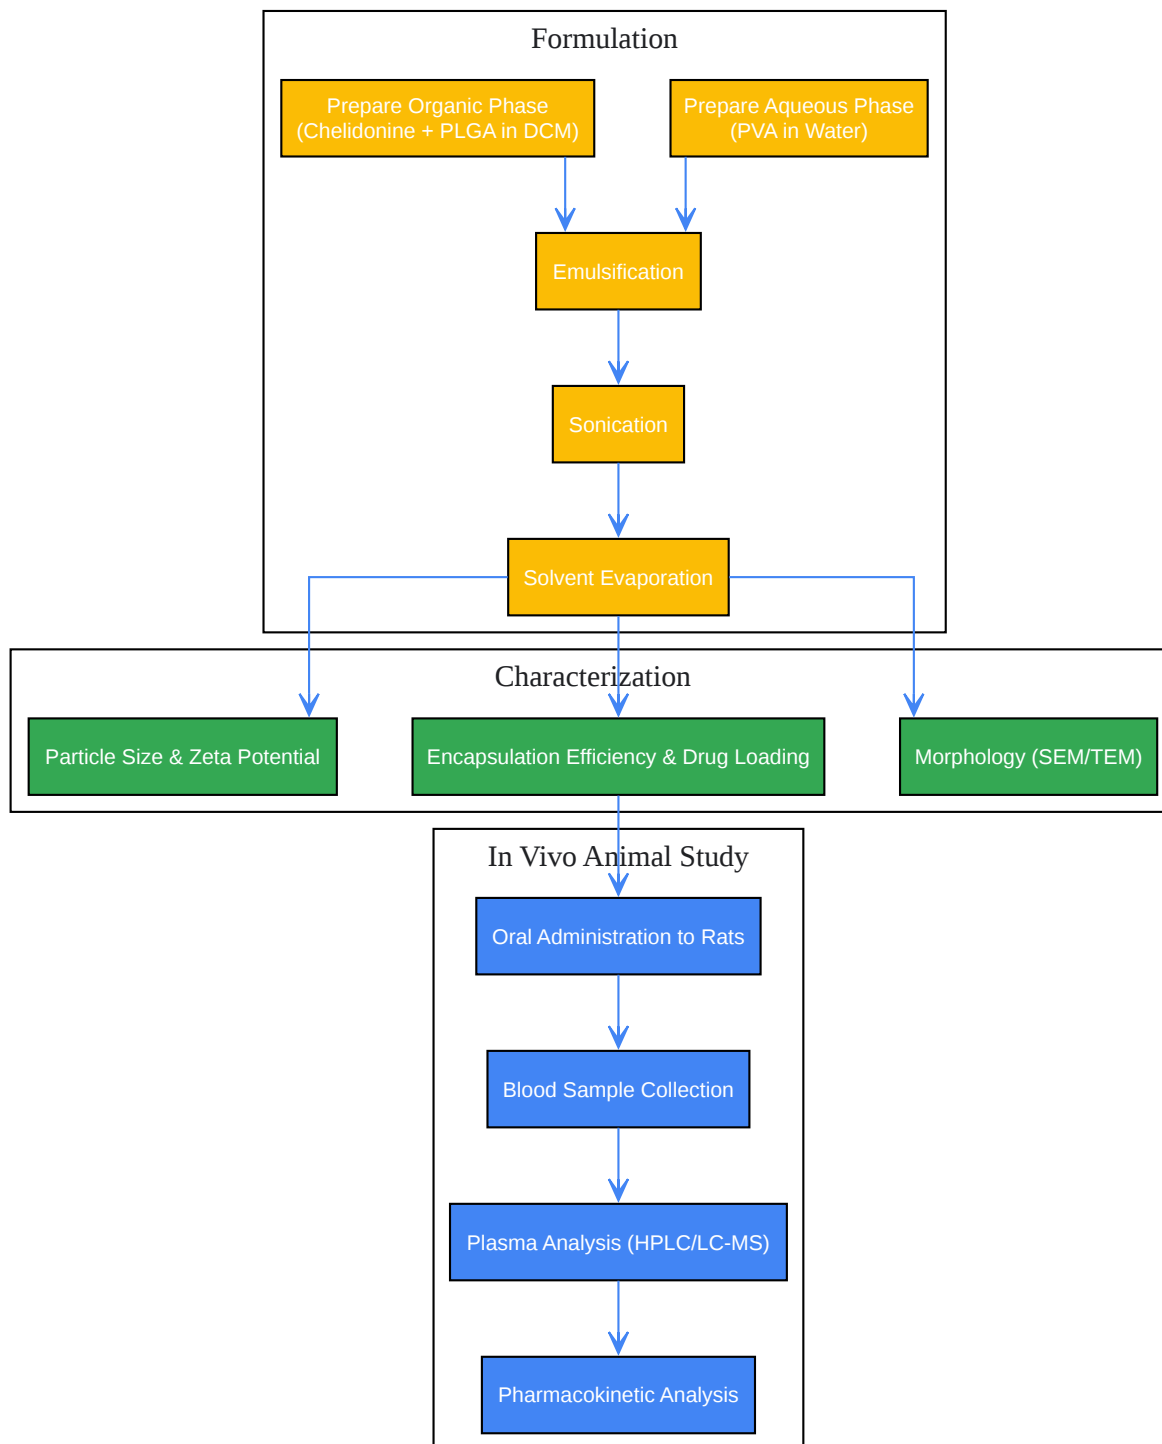 Formulation
Prepare Organic Phase
(Chelidonine + PLGA in DCM)
Prepare Aqueous Phase
(PVA in Water)
Emulsification
Sonication
Solvent Evaporation
Characterization
Particle Size & Zeta Potential
Encapsulation Efficiency & Drug Loading
Morphology (SEM/TEM)
In Vivo Animal Study
Oral Administration to Rats
Blood Sample Collection
Plasma Analysis (HPLC/LC-MS)
Pharmacokinetic Analysis